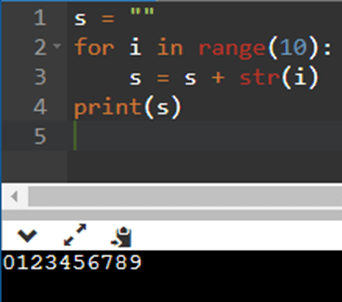 1 s = ""
2 for i in range(10):
3     s = s + str(i)
4 print(s)
5
0123456789